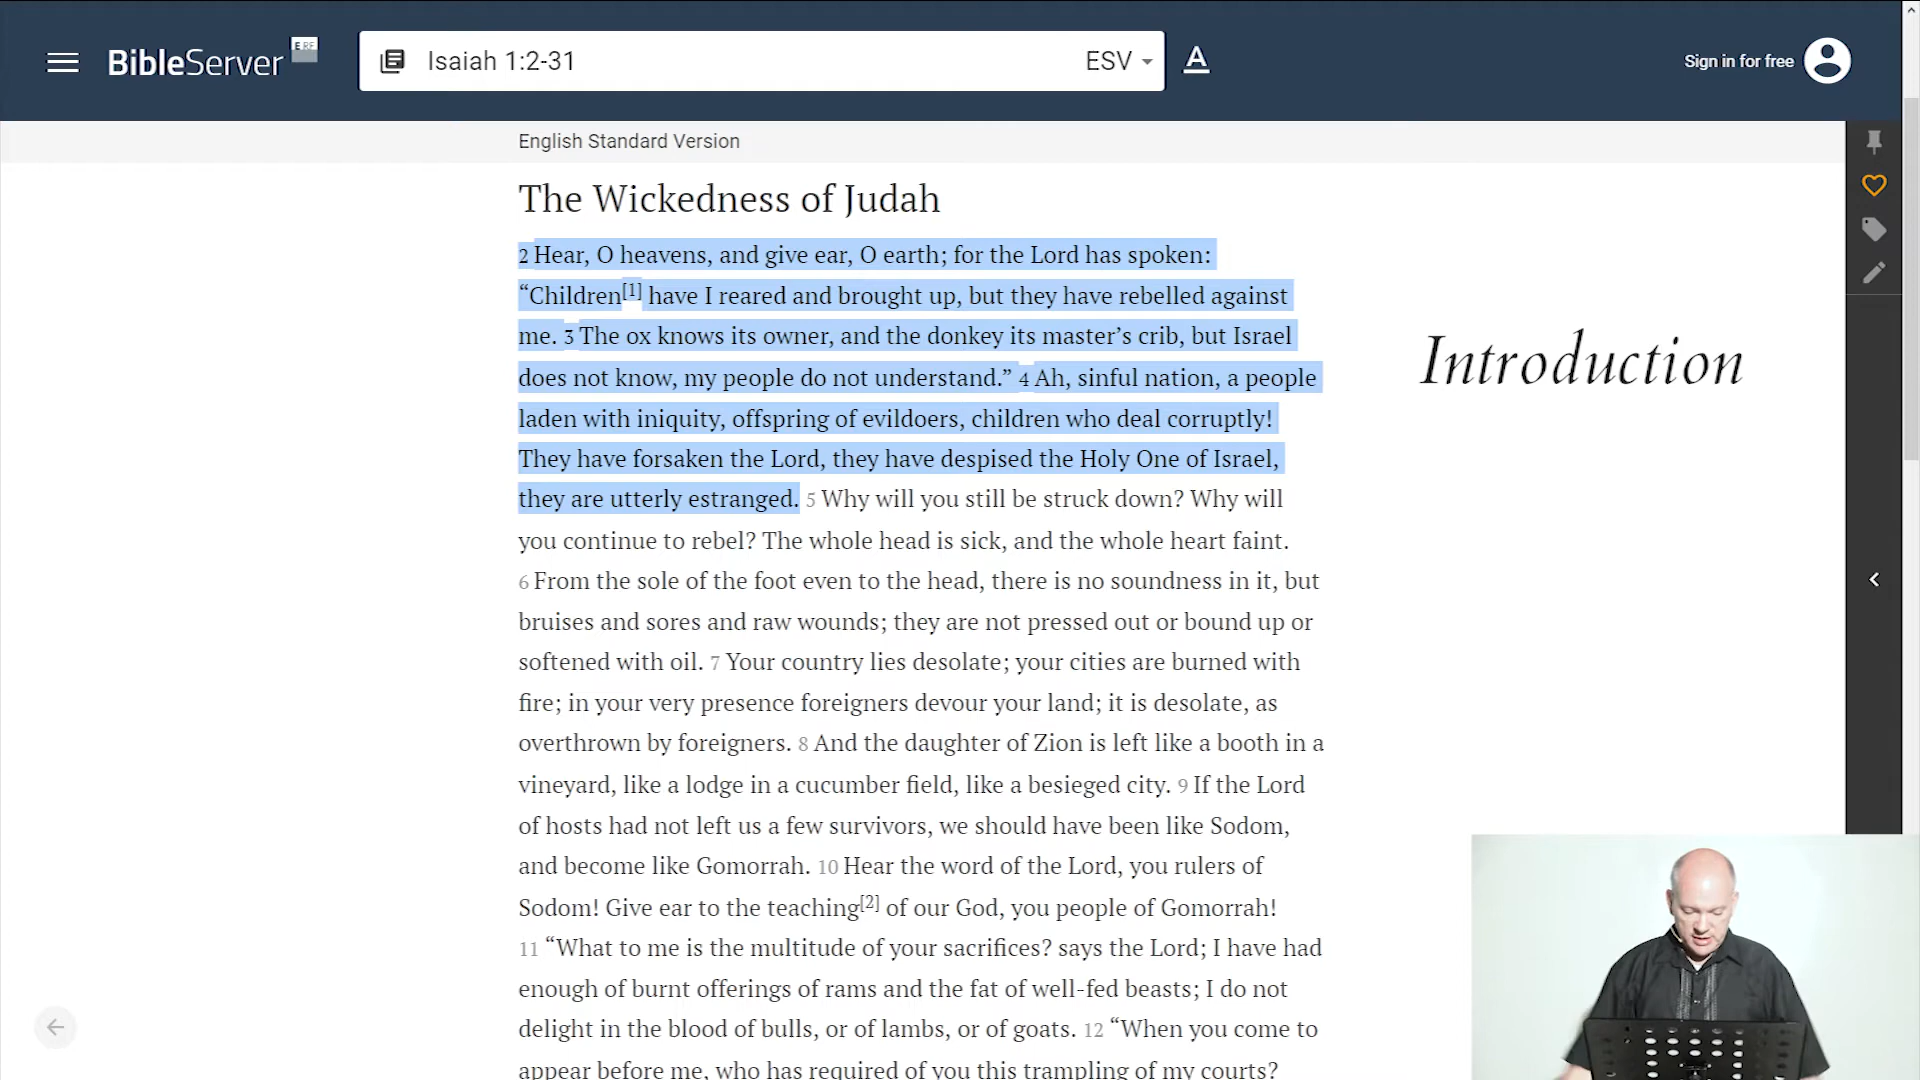 BibleServer
ERF
Isaiah 1:2-31
ESV
A
Sign in for free
English Standard Version
The Wickedness of Judah
2 Hear, O heavens, and give ear, O earth; for the Lord has spoken:
“Children[1] have I reared and brought up, but they have rebelled against
me. 3 The ox knows its owner, and the donkey its master’s crib, but Israel
does not know, my people do not understand.” 4 Ah, sinful nation, a people
laden with iniquity, offspring of evildoers, children who deal corruptly!
They have forsaken the Lord, they have despised the Holy One of Israel,
they are utterly estranged. 5 Why will you still be struck down? Why will
you continue to rebel? The whole head is sick, and the whole heart faint.
6 From the sole of the foot even to the head, there is no soundness in it, but
bruises and sores and raw wounds; they are not pressed out or bound up or
softened with oil. 7 Your country lies desolate; your cities are burned with
fire; in your very presence foreigners devour your land; it is desolate, as
overthrown by foreigners. 8 And the daughter of Zion is left like a booth in a
vineyard, like a lodge in a cucumber field, like a besieged city. 9 If the Lord
of hosts had not left us a few survivors, we should have been like Sodom,
and become like Gomorrah. 10 Hear the word of the Lord, you rulers of
Sodom! Give ear to the teaching[2] of our God, you people of Gomorrah!
11 “What to me is the multitude of your sacrifices? says the Lord; I have had
enough of burnt offerings of rams and the fat of well-fed beasts; I do not
delight in the blood of bulls, or of lambs, or of goats. 12 “When you come to
appear before me, who has required of you this trampling of my courts?
Introduction